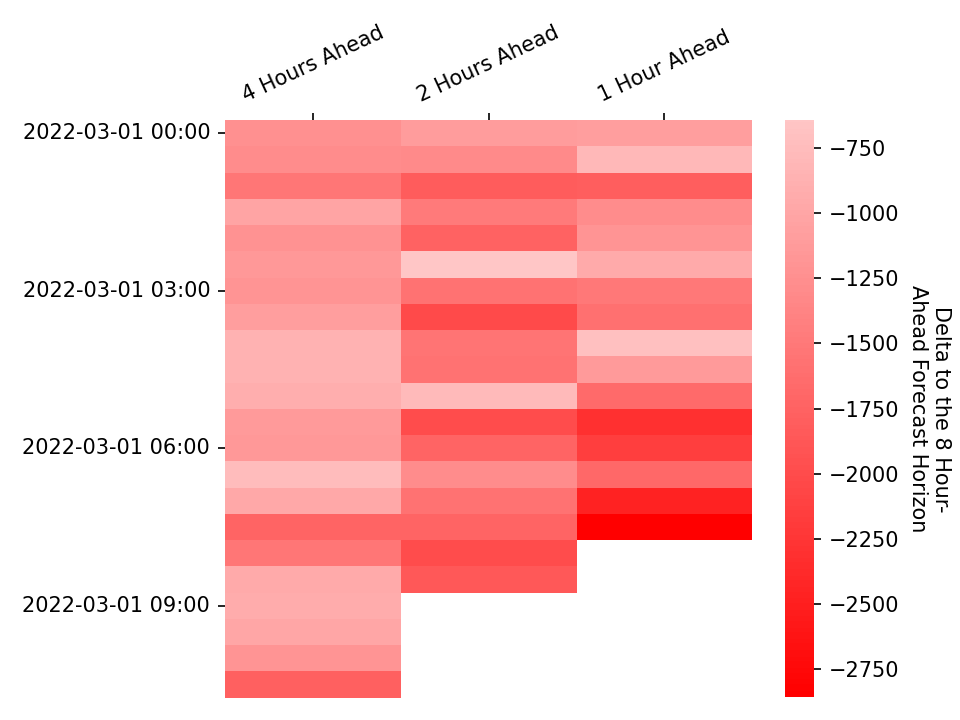 4 Hours Ahead
2 Hours Ahead
1 Hour Ahead
2022-03-01 00:00
2022-03-01 03:00
2022-03-01 06:00
2022-03-01 09:00
−750
−1000
−1250
−1500
−1750
−2000
−2250
−2500
−2750
Delta to the 8 Hour-
Ahead Forecast Horizon